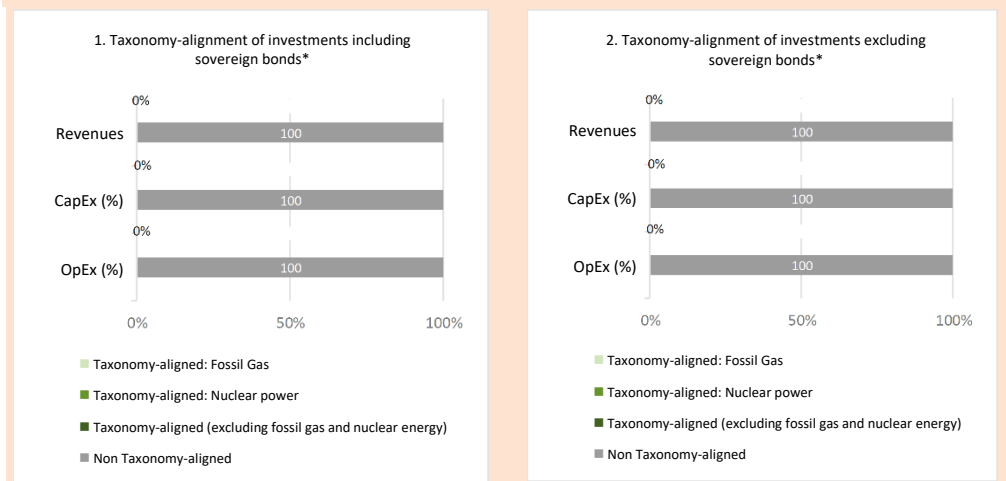 1. Taxonomy-alignment of investments including
sovereign bonds*
0%
Revenues
100
0%
CapEx (%)
100
0%
OpEx (%)
100
0%
50%
100%
Taxonomy-aligned: Fossil Gas
Taxonomy-aligned: Nuclear power
Taxonomy-aligned (excluding fossil gas and nuclear energy)
Non Taxonomy-aligned
2. Taxonomy-alignment of investments excluding
sovereign bonds*
0%
Revenues
100
0%
CapEx (%)
100
0%
OpEx (%)
100
0%
50%
100%
Taxonomy-aligned: Fossil Gas
Taxonomy-aligned: Nuclear power
Taxonomy-aligned (excluding fossil gas and nuclear energy)
Non Taxonomy-aligned